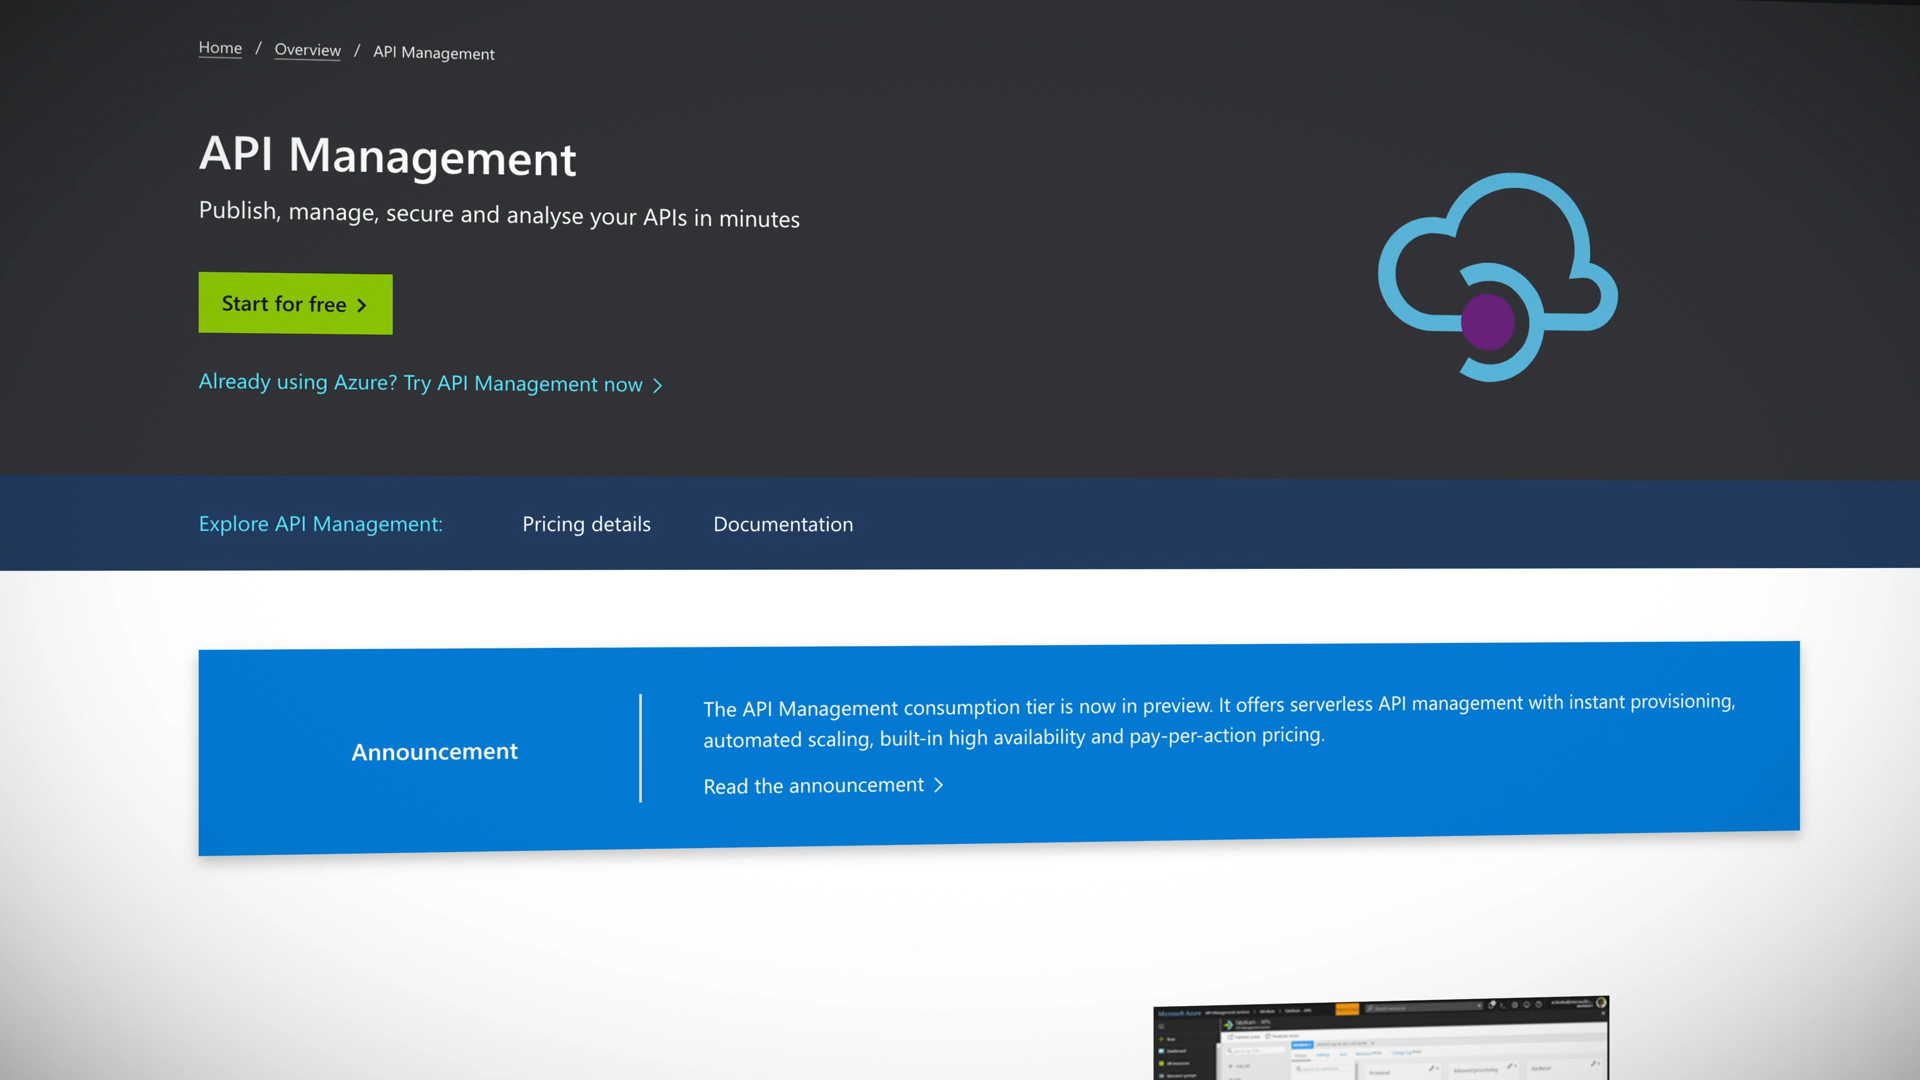 Home / Overview / API Management
API Management
Publish, manage, secure and analyse your APIs in minutes
Start for free
Already using Azure? Try API Management now
Explore API Management: Pricing details Documentation
Announcement
The API Management consumption tier is now in preview. It offers serverless API management with instant provisioning,
automated scaling, built-in high availability and pay-per-action pricing.
Read the announcement
Microsoft Azure